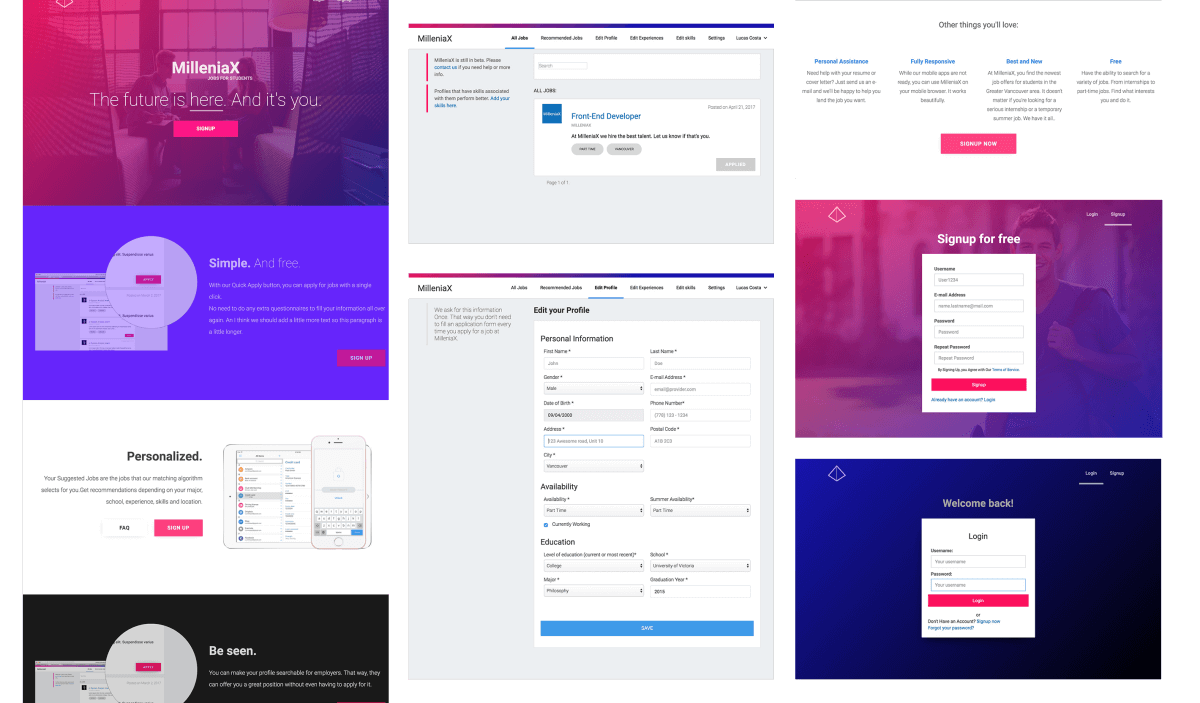 MilleniaX
JOBS FOR STUDENTS
The future is here. And it's you.
SIGNUP
Simple. And free.
With our Quick Apply button, you can apply for jobs with a single
click.
No need to do any extra questionnaires to fill your information all over
again. An I think we should add a little more text so this paragraph is
a little longer.
SIGN UP
APPLY
Personalized.
Your Suggested Jobs are the jobs that our matching algorithm
selects for you.Get recommendations depending on your mejor,
school, experience, skills and location.
FAQ
SIGN UP
Be seen.
You can make your profile searchable for employers. That way, they
can offer you a great position without even having to apply for it.
APPLY
MilleniaX
All Jobs
Recommended Jobs
Edit Profile
Edit Experiences
Edit skills
Settings
Lucas Costa
MilleniaX is still in beta. Please
contact us if you need help or more
info.
Profiles that have skills associated
with them perform better. Add your
skills here.
Search
ALL JOBS:
Posted on April 21, 2017
Front-End Developer
MILLENIAX
At MilleniaX we hire the best talent. Let us know if that's you.
PART TIME
VANCOUVER
APPLIED
Page 1 of 1
MilleniaX
All Jobs
Recommended Jobs
Edit Profile
Edit Experiences
Edit skills
Settings
Lucas Costa
We ask for this information
Once. That way you don't need
to fill an application form every
time you apply for a job at
MilleniaX.
Edit your Profile
Personal Information
First Name *
Last Name *
John
Doe
Gender *
E-mail Address *
Male
email@provider.com
Date of Birth *
Phone Number*
09/04/2000
(778) 123 - 1234
Address *
Postal Code *
123 Awesome road, Unit 10
A1B 2C3
City *
Vancouver
Availability
Availability *
Summer Availability*
Part Time
Part Time
Currently Working
Education
Level of education (current or most recent)*
School *
College
University of Victoria
Major *
Graduation Year *
Philosophy
2018
SAVE
Other things you'll love:
Personal Assistance
Need help with your resume or
cover letter? Just send us an e-
mail and we'll be happy to help you
land the job you want.
Fully Responsive
While our mobile apps are not
ready, you can use MilleniaX on
your mobile browser. It works
beautifully.
Best and New
At MilleniaX, you find the newest
job offers for students in the
Greater Vancouver area. It doesn't
matter if you're looking for a
serious internship or a temporary
summer job. We have it all.
Free
Have the ability to search for a
variety of jobs. From internships to
part-time jobs. Find what interests
you and do it.
SIGNUP NOW
Login
Signup
Signup for free
Username
User1234
E-mail Address
name.lastname@mail.com
Password
Password
Repeat Password
Repeat Password
By Signing Up, you Agree with Our Terms of Service.
Signup
Already have an account? Login
Login
Signup
Welcome back!
Login
Username:
Your username
Password:
Your username
Login
or
Don't Have an Account? Signup now
Forgot your password?